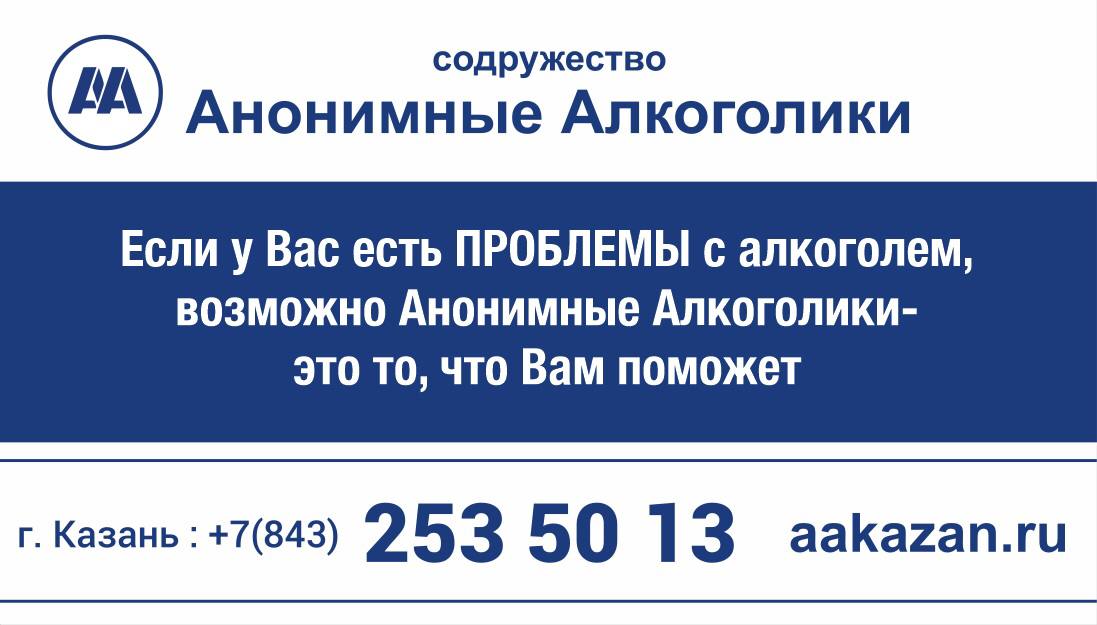 АА
содружество
Анонимные Алкоголики
Если у Вас есть ПРОБЛЕМЫ с алкоголем,
возможно Анонимные Алкоголики-
это то, что Вам поможет
г. Казань : +7(843) 253 50 13 aakazan.ru